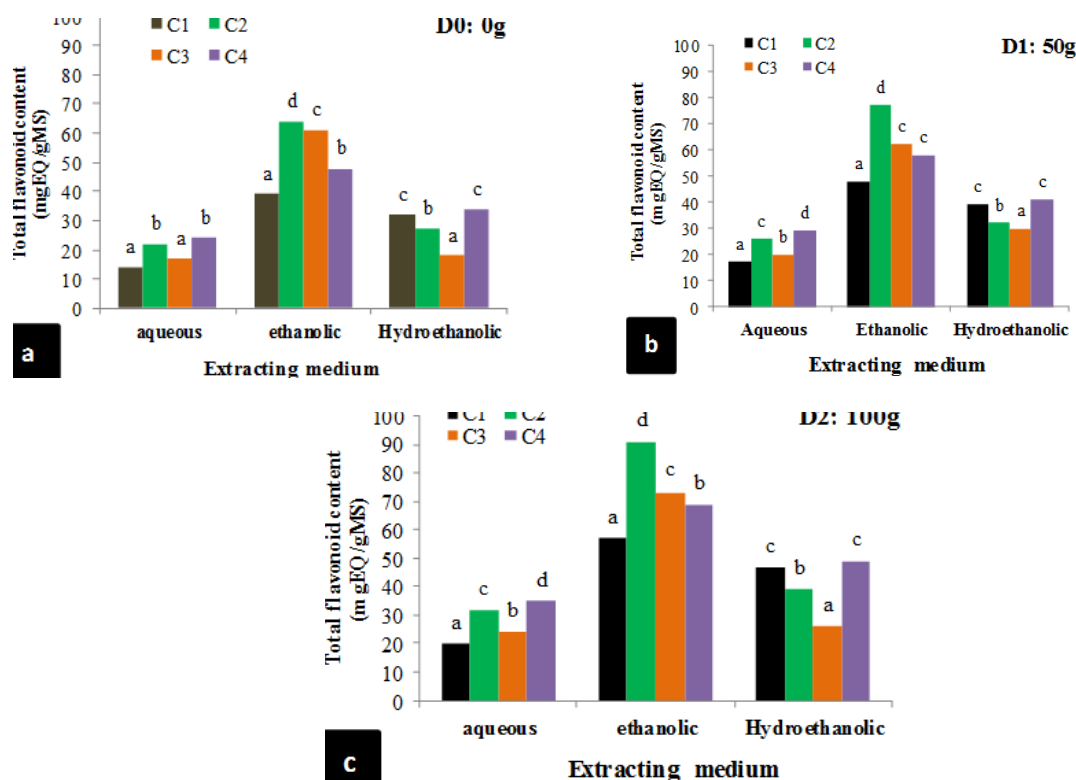 100
D0: 0g
C1 C2
C3 C4
90
80
70
60
50
40
30
20
10
0
Total flavonoid content
(mgEQ/gMS)
a b a b
a d c b
c b a c
aqueous ethanolic Hydroethanolic
Extracting medium
a
D1: 50g
C1 C2
C3 C4
100
90
80
70
60
50
40
30
20
10
0
Total flavonoid content
(mgEQ/gMS)
a c b d
a d c c
c b a c
Aqueous Ethanolic Hydroethanolic
Extracting medium
b
D2: 100g
C1 C2
C3 C4
100
90
80
70
60
50
40
30
20
10
0
Total flavonoid content
(mgEQ/gMS)
a c b d
a d c b
c b a c
aqueous ethanolic Hydroethanolic
Extracting medium
c